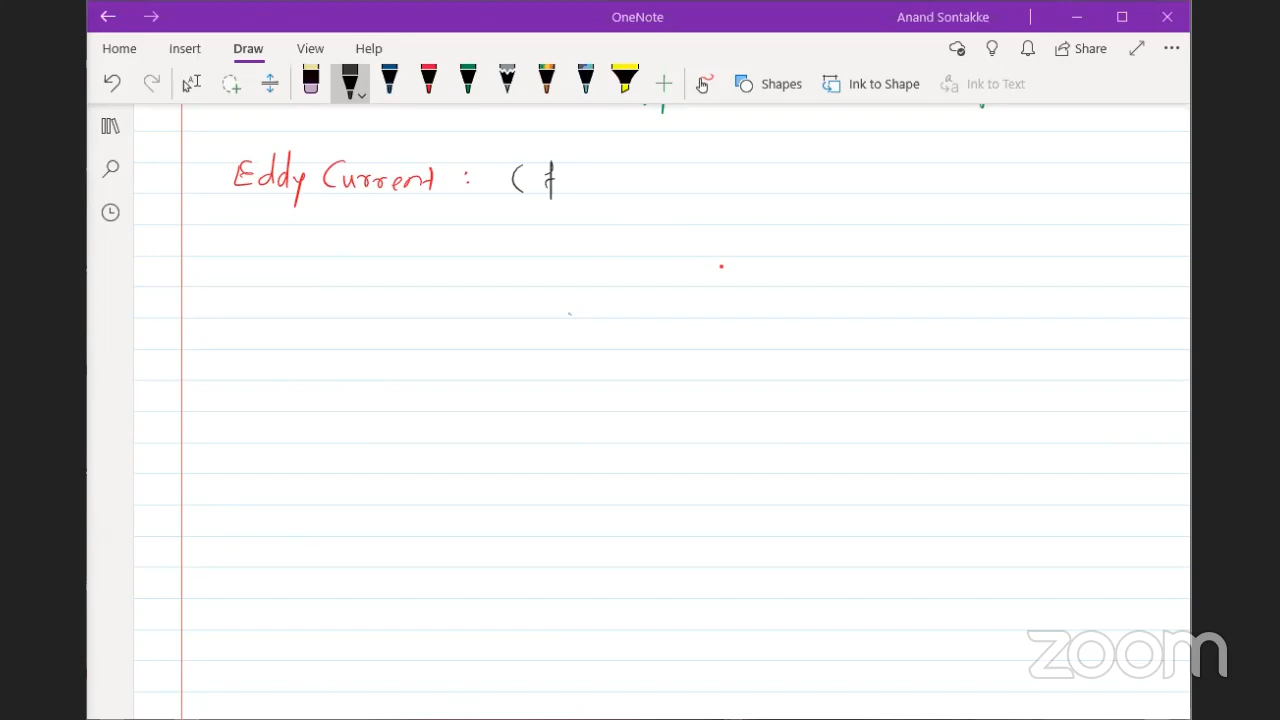 OneNote
Anand Sontakke
Home Insert Draw View Help
Share
Shapes
Ink to Shape
Ink to Text
Eddy Current : (
zoom